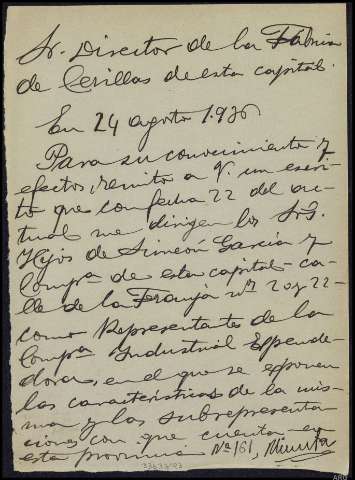 Sr. Director de la Fábrica
de Cerillas de esta capital.
En 24 agosto 1.936
Para su conocimiento y
efectos, remito a V. un escri-
to que con fecha 22 del ac-
tual me dirigen los Srs.
Hijos de Simeón García y
Compª de esta capital- ca-
lle de la Franja nº 20 y 22-
como Representantes de la
Compª Industrial Expende-
dora, en el que se exponen
las características de la mis-
ma y las subrepresenta-
ciones con que cuenta en
esta provincia Nº 161, Minuta